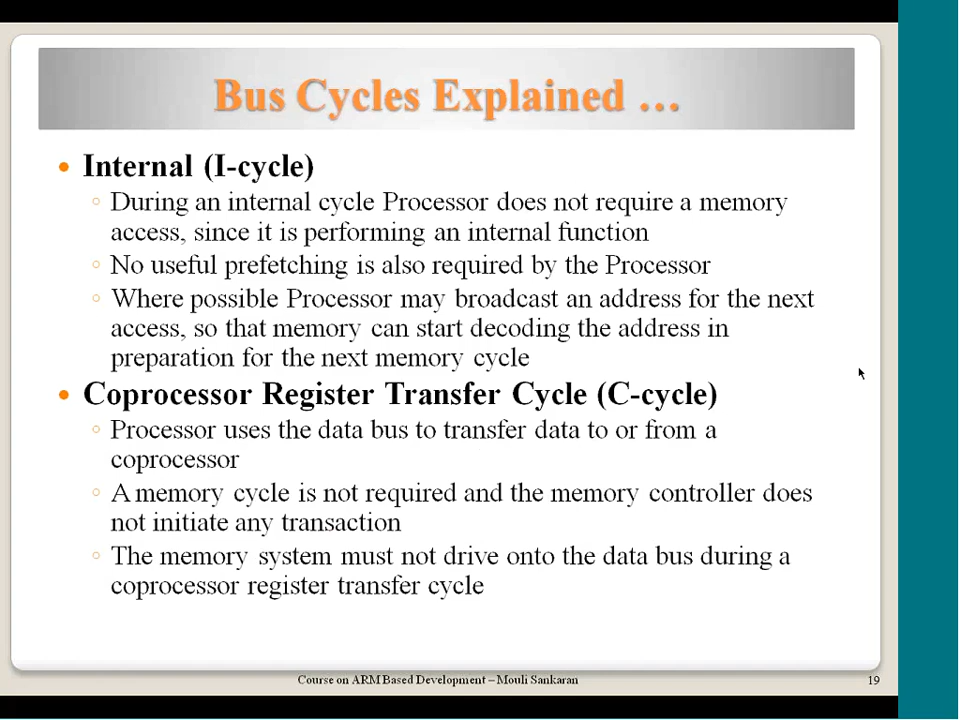 Bus Cycles Explained …
• Internal (I-cycle)
◦ During an internal cycle Processor does not require a memory
access, since it is performing an internal function
◦ No useful prefetching is also required by the Processor
◦ Where possible Processor may broadcast an address for the next
access, so that memory can start decoding the address in
preparation for the next memory cycle
• Coprocessor Register Transfer Cycle (C-cycle)
◦ Processor uses the data bus to transfer data to or from a
coprocessor
◦ A memory cycle is not required and the memory controller does
not initiate any transaction
◦ The memory system must not drive onto the data bus during a
coprocessor register transfer cycle
Course on ARM Based Development – Mouli Sankaran
19